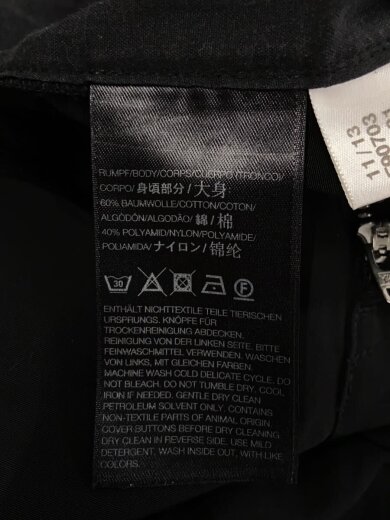 RUMPF/BODY/CORPS/CUERPO (TRONCO)/
CORPO/身頃部分/大身
60% BAUMWOLLE/COTTON/COTON/
ALGODÓN/ALGODÃO/綿/棉
40% POLYAMID/NYLON/POLYAMIDE/
POLIAMIDA/ナイロン/锦纶
30 F
ENTHÄLT NICHTTEXTILE TEILE TIERISCHEN
URSPRUNGS. KNÖPFE FÜR
TROCKENREINIGUNG ABDECKEN.
REINIGUNG VON DER LINKEN SEITE. BITTE
FEINWASCHMITTEL VERWENDEN. WASCHEN
VON LINKS, MIT GLEICHEN FARBEN.
MACHINE WASH COLD DELICATE CYCLE. DO
NOT BLEACH. DO NOT TUMBLE DRY. COOL
IRON IF NEEDED. GENTLE DRY CLEAN
PETROLEUM SOLVENT ONLY. CONTAINS
NON-TEXTILE PARTS OF ANIMAL ORIGIN
COVER BUTTONS BEFORE DRY CLEANING.
DRY CLEAN IN REVERSE SIDE. USE MILD
DETERGENT, WASH INSIDE OUT, WITH LIKE
COLORS.
11/13